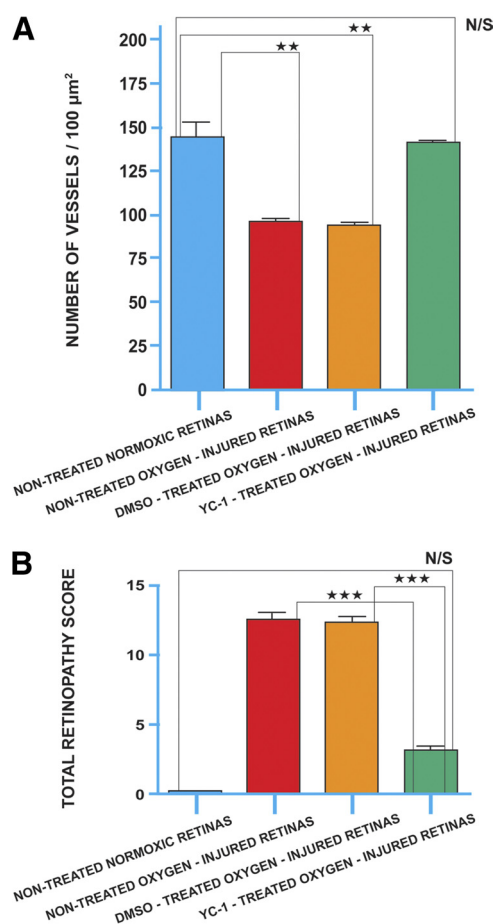 A
N/S
★★
★★
NUMBER OF VESSELS / 100 µm²
200
175
150
125
100
75
50
25
0
NON-TREATED NORMOXIC RETINAS
NON-TREATED OXYGEN - INJURED RETINAS
DMSO - TREATED OXYGEN - INJURED RETINAS
YC-1 - TREATED OXYGEN - INJURED RETINAS
B
N/S
★★★
★★★
TOTAL RETINOPATHY SCORE
15
10
5
0
NON-TREATED NORMOXIC RETINAS
NON-TREATED OXYGEN - INJURED RETINAS
DMSO - TREATED OXYGEN - INJURED RETINAS
YC-1 - TREATED OXYGEN - INJURED RETINAS